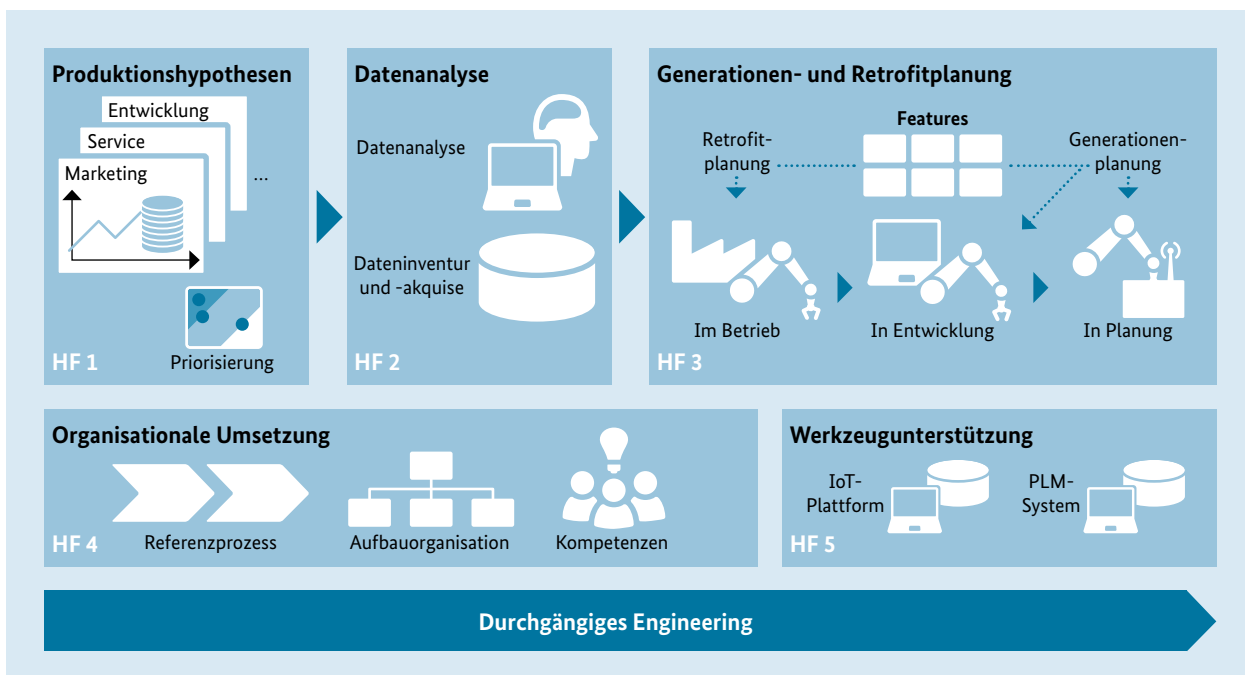 Produktionshypothesen
Entwicklung
Service
Marketing
...
Priorisierung
HF 1
Datenanalyse
Datenanalyse
Dateninventur
und -akquise
HF 2
Generationen- und Retrofitplanung
Features
Retrofit-
planung
Generationen-
planung
Im Betrieb
In Entwicklung
In Planung
HF 3
Organisationale Umsetzung
Referenzprozess
Aufbauorganisation
Kompetenzen
HF 4
Werkzeugunterstützung
IoT-
Plattform
PLM-
System
HF 5
Durchgängiges Engineering